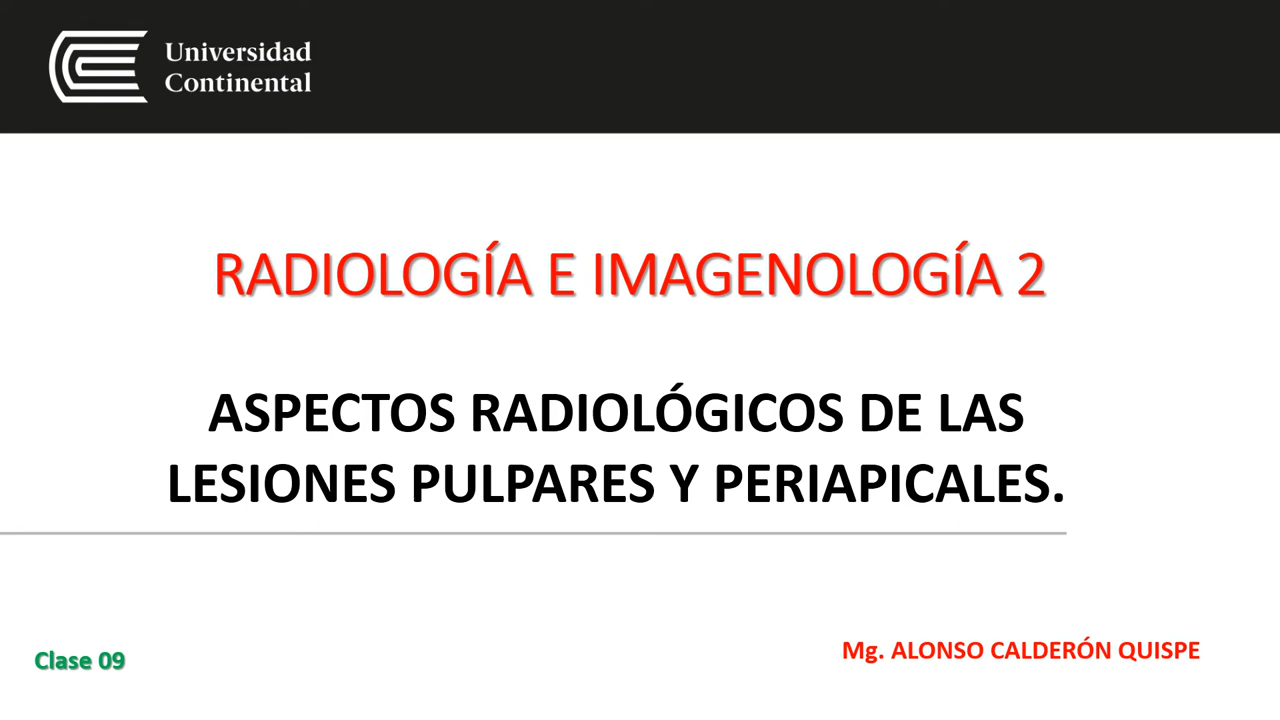 Universidad
Continental
RADIOLOGÍA E IMAGENOLOGÍA 2
ASPECTOS RADIOLÓGICOS DE LAS
LESIONES PULPARES Y PERIAPICALES.
Clase 09
Mg. ALONSO CALDERÓN QUISPE